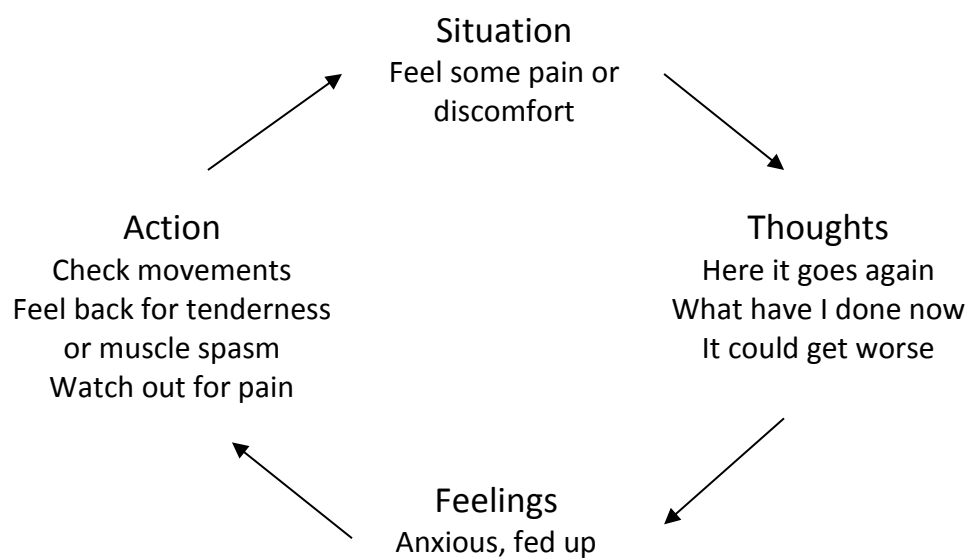 Situation
Feel some pain or
discomfort
Thoughts
Here it goes again
What have I done now
It could get worse
Feelings
Anxious, fed up
Action
Check movements
Feel back for tenderness
or muscle spasm
Watch out for pain